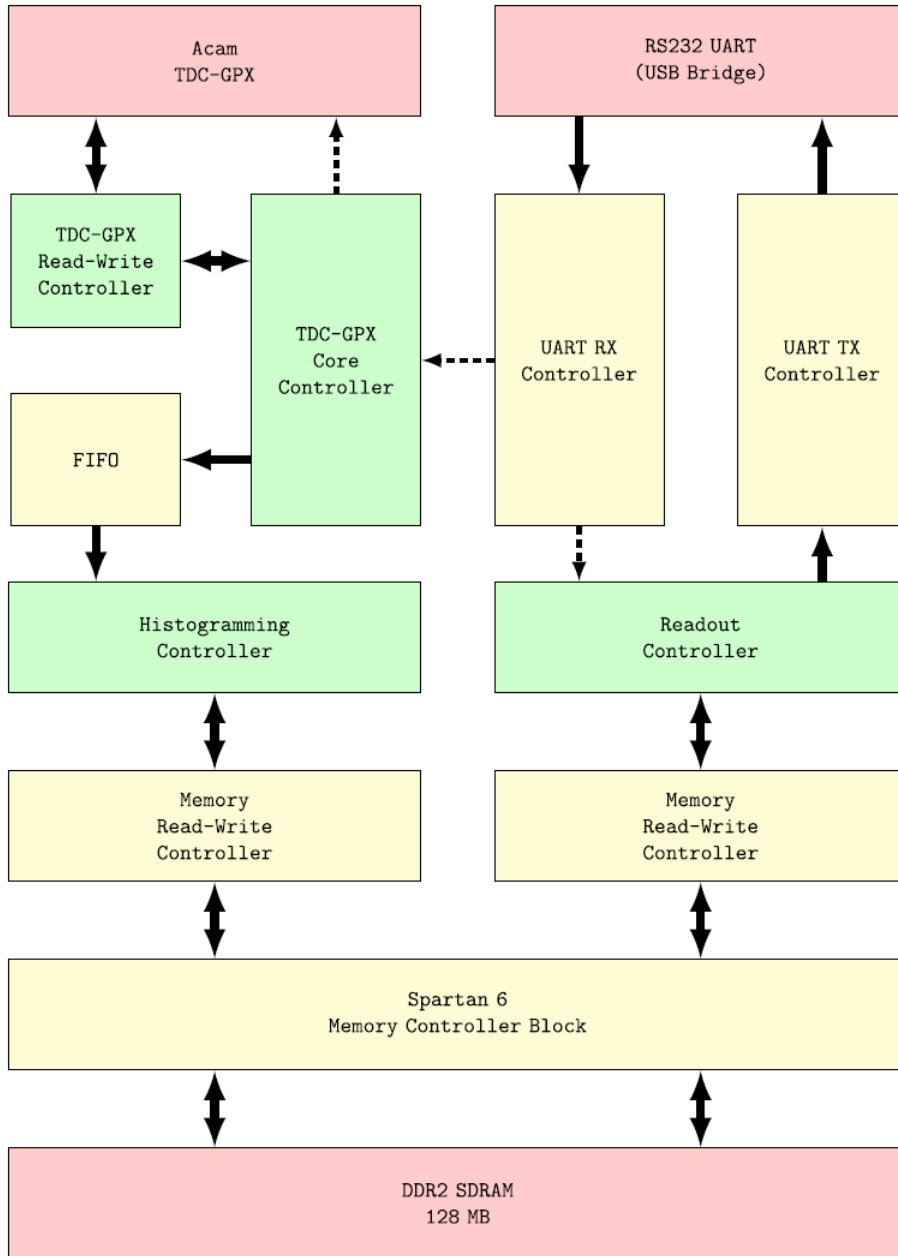 Acam
TDC-GPX
RS232 UART
(USB Bridge)
TDC-GPX
Read-Write
Controller
TDC-GPX
Core
Controller
UART RX
Controller
UART TX
Controller
FIFO
Histogramming
Controller
Readout
Controller
Memory
Read-Write
Controller
Memory
Read-Write
Controller
Spartan 6
Memory Controller Block
DDR2 SDRAM
128 MB